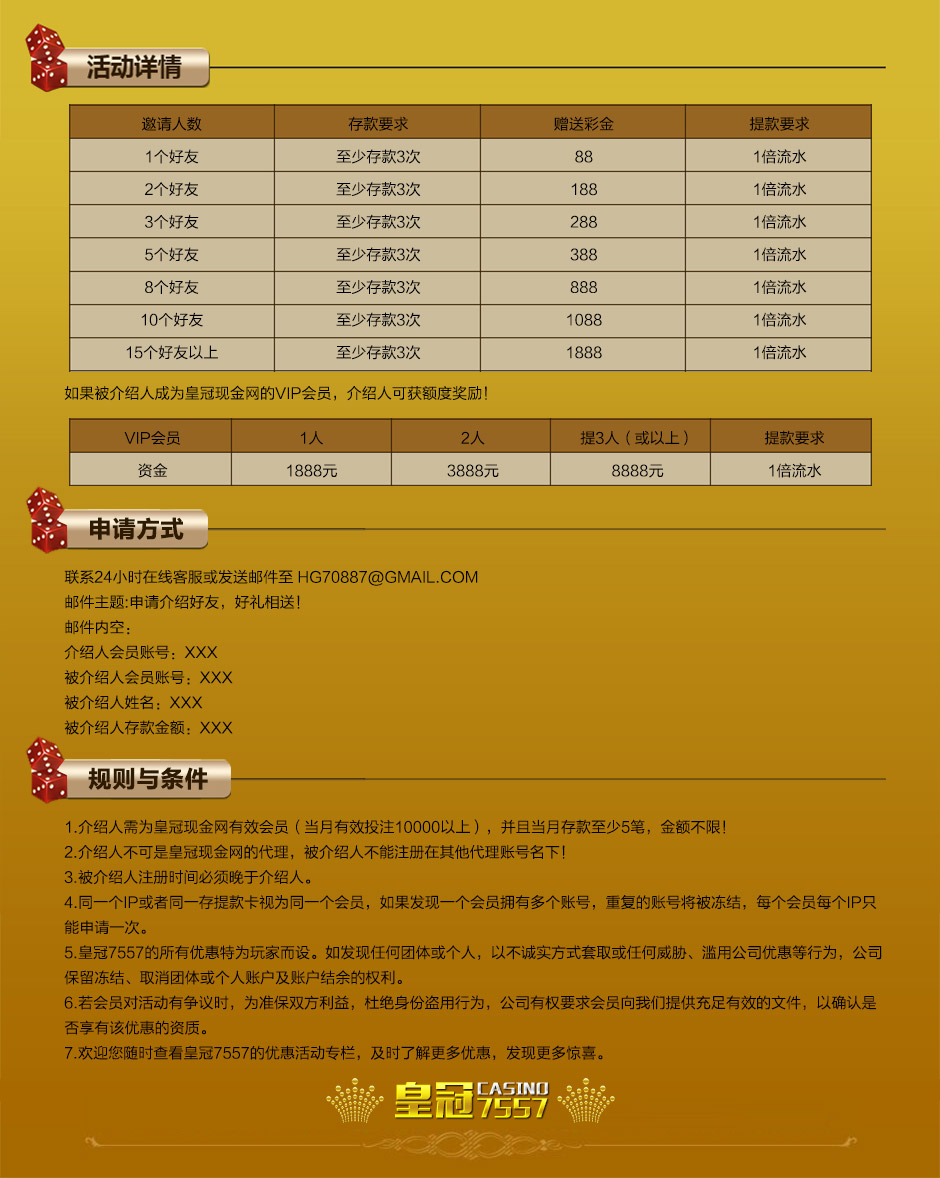 活动详情
邀请人数 存款要求 赠送彩金 提款要求
1个好友 至少存款3次 88 1倍流水
2个好友 至少存款3次 188 1倍流水
3个好友 至少存款3次 288 1倍流水
5个好友 至少存款3次 388 1倍流水
8个好友 至少存款3次 888 1倍流水
10个好友 至少存款3次 1088 1倍流水
15个好友以上 至少存款3次 1888 1倍流水
如果被介绍人成为皇冠现金网的VIP会员，介绍人可获额度奖励！
VIP会员 1人 2人 提3人（或以上） 提款要求
资金 1888元 3888元 8888元 1倍流水
申请方式
联系24小时在线客服或发送邮件至 HG70887@GMAIL.COM
邮件主题:申请介绍好友，好礼相送！
邮件内空：
介绍人会员账号：XXX
被介绍人会员账号：XXX
被介绍人姓名：XXX
被介绍人存款金额：XXX
规则与条件
1.介绍人需为皇冠现金网有效会员（当月有效投注10000以上），并且当月存款至少5笔，金额不限！
2.介绍人不可是皇冠现金网的代理，被介绍人不能注册在其他代理账号名下！
3.被介绍人注册时间必须晚于介绍人。
4.同一个IP或者同一存提款卡视为同一个会员，如果发现一个会员拥有多个账号，重复的账号将被冻结，每个会员每个IP只
能申请一次。
5.皇冠7557的所有优惠特为玩家而设。如发现任何团体或个人，以不诚实方式套取或任何威胁、滥用公司优惠等行为，公司
保留冻结、取消团体或个人账户及账户结余的权利。
6.若会员对活动有争议时，为准保双方利益，杜绝身份盗用行为，公司有权要求会员向我们提供充足有效的文件，以确认是
否享有该优惠的资质。
7.欢迎您随时查看皇冠7557的优惠活动专栏，及时了解更多优惠，发现更多惊喜。
皇冠 CASINO
7557